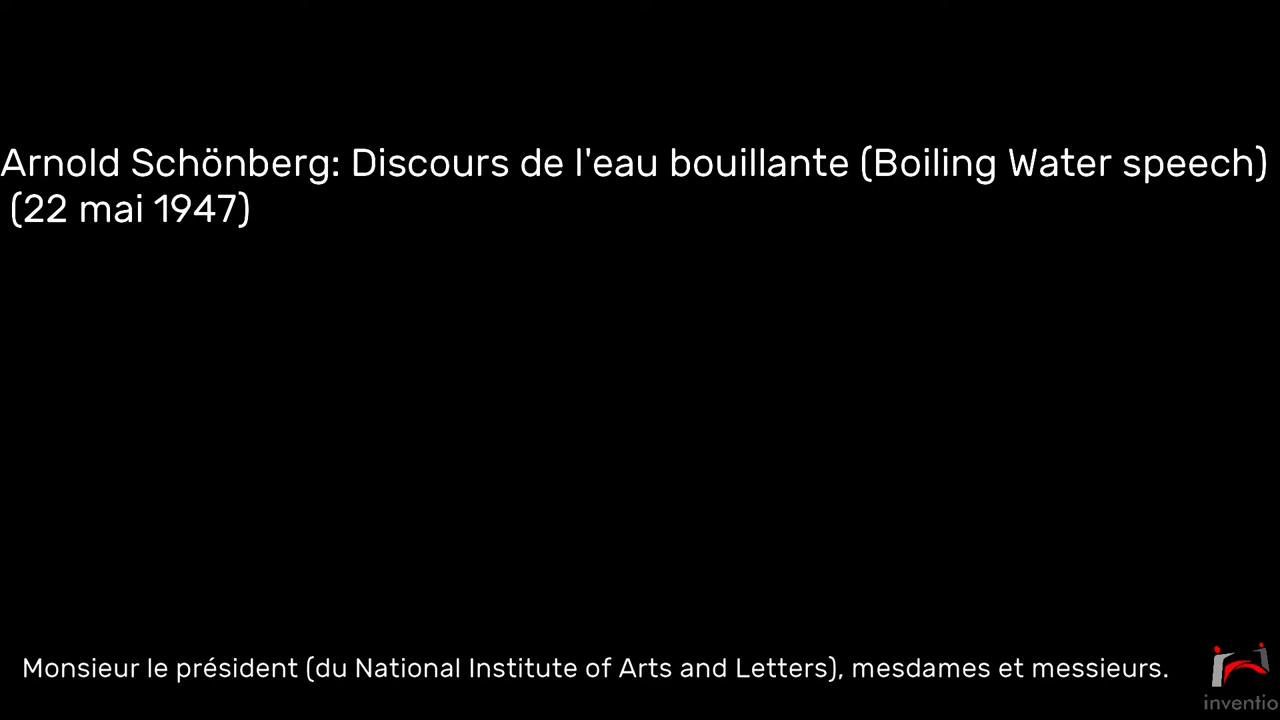 Arnold Schönberg: Discours de l'eau bouillante (Boiling Water speech)
(22 mai 1947)
Monsieur le président (du National Institute of Arts and Letters), mesdames et messieurs.
inventio